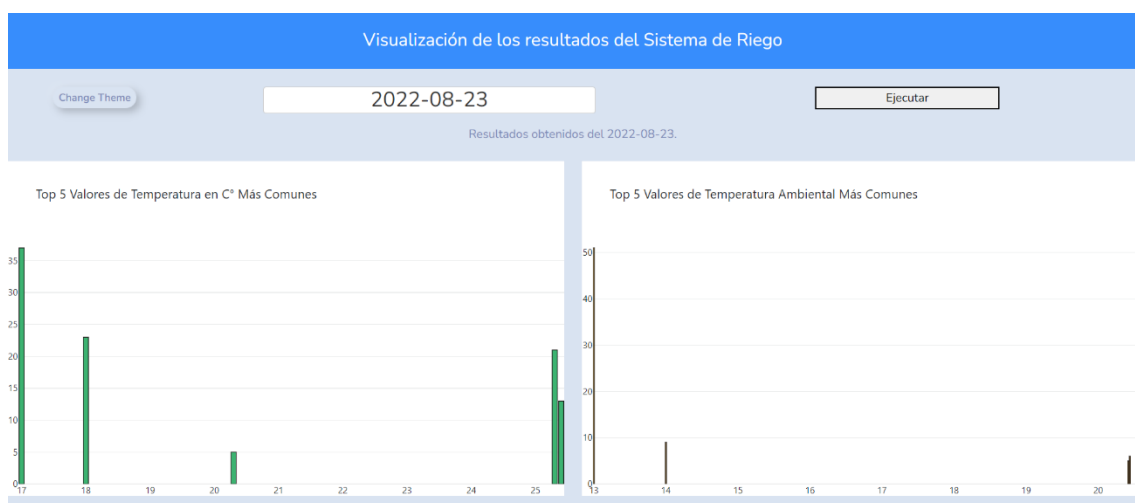 Visualización de los resultados del Sistema de Riego
Change Theme
2022-08-23
Ejecutar
Resultados obtenidos del 2022-08-23.
Top 5 Valores de Temperatura en C° Más Comunes
35
30
25
20
15
10
5
0
17 18 19 20 21 22 23 24 25
Top 5 Valores de Temperatura Ambiental Más Comunes
50
40
30
20
10
0
13 14 15 16 17 18 19 20